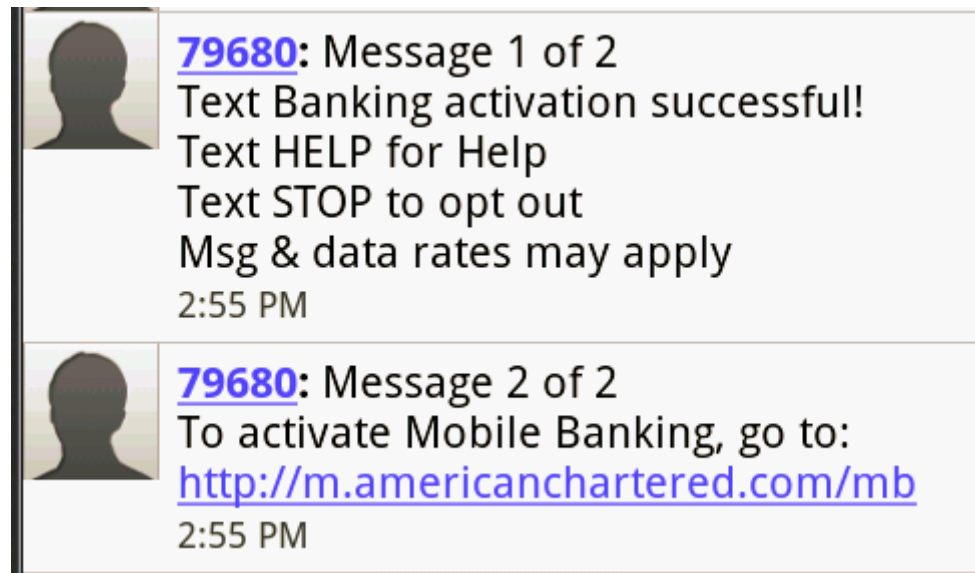 79680: Message 1 of 2
Text Banking activation successful!
Text HELP for Help
Text STOP to opt out
Msg & data rates may apply
2:55 PM
79680: Message 2 of 2
To activate Mobile Banking, go to:
http://m.americanchartered.com/mb
2:55 PM